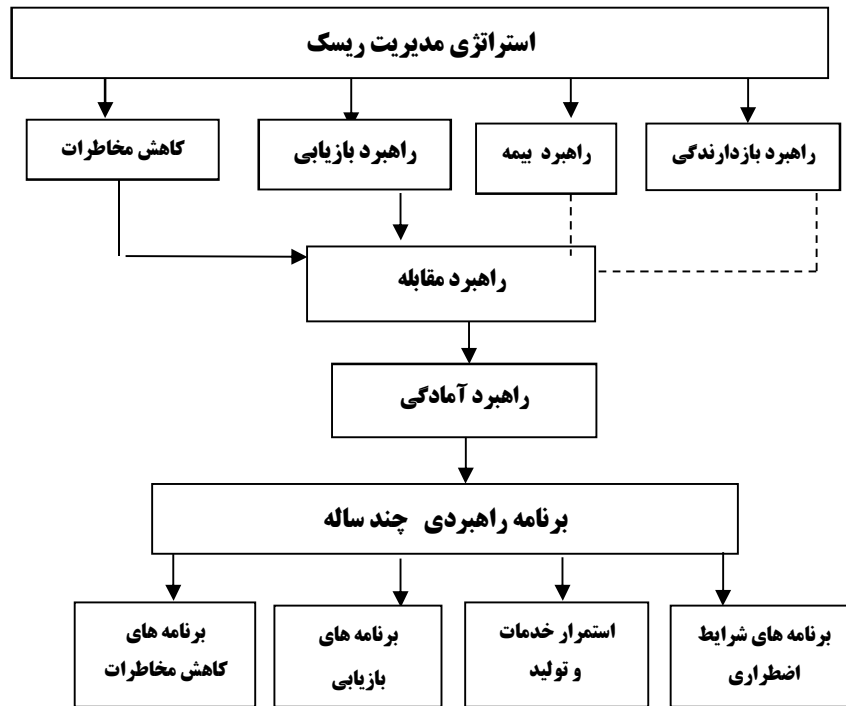 استراتژی مدیریت ریسک
راهبرد بازدارندگی
راهبرد بیمه
راهبرد بازیابی
کاهش مخاطرات
راهبرد مقابله
راهبرد آمادگی
برنامه راهبردی چند ساله
برنامه های شرایط
اضطراری
استمرار خدمات
و تولید
برنامه های
بازیابی
برنامه های
کاهش مخاطرات